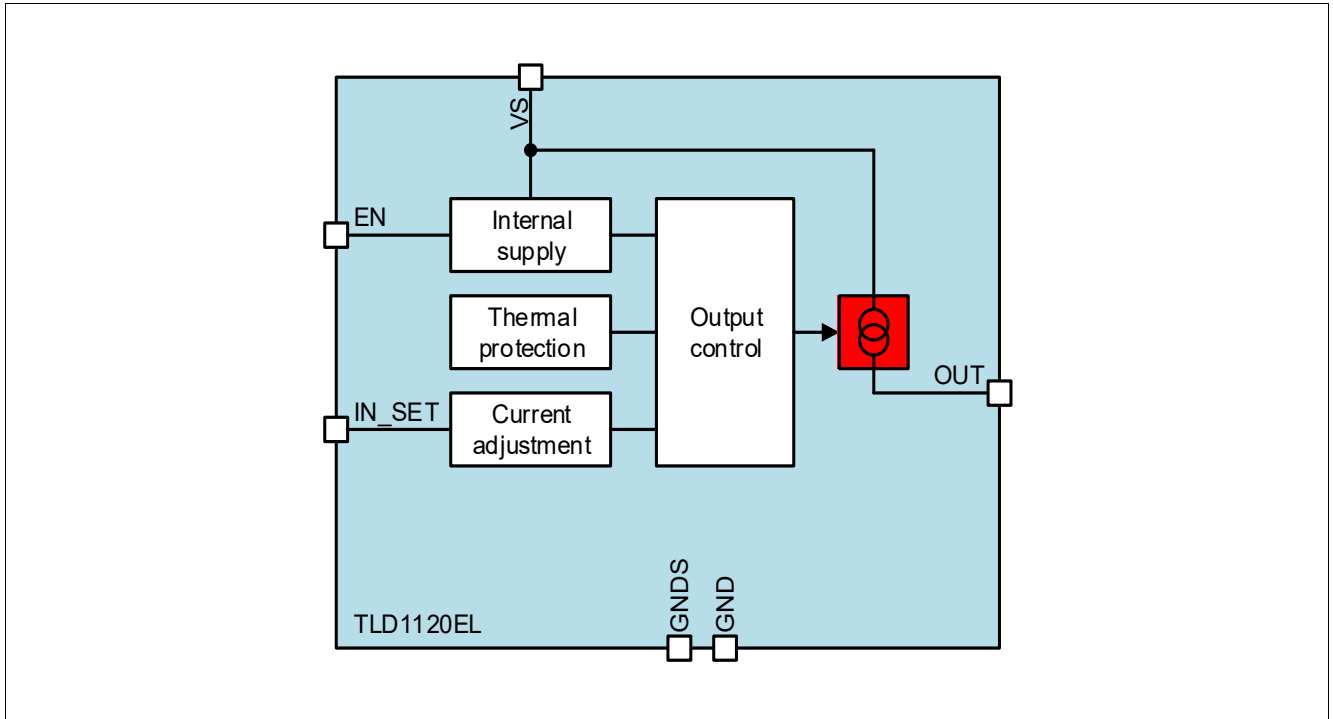 VS
EN
Internal
supply
Thermal
protection
Output
control
OUT
IN_SET
Current
adjustment
GNDS
GND
TLD1120EL